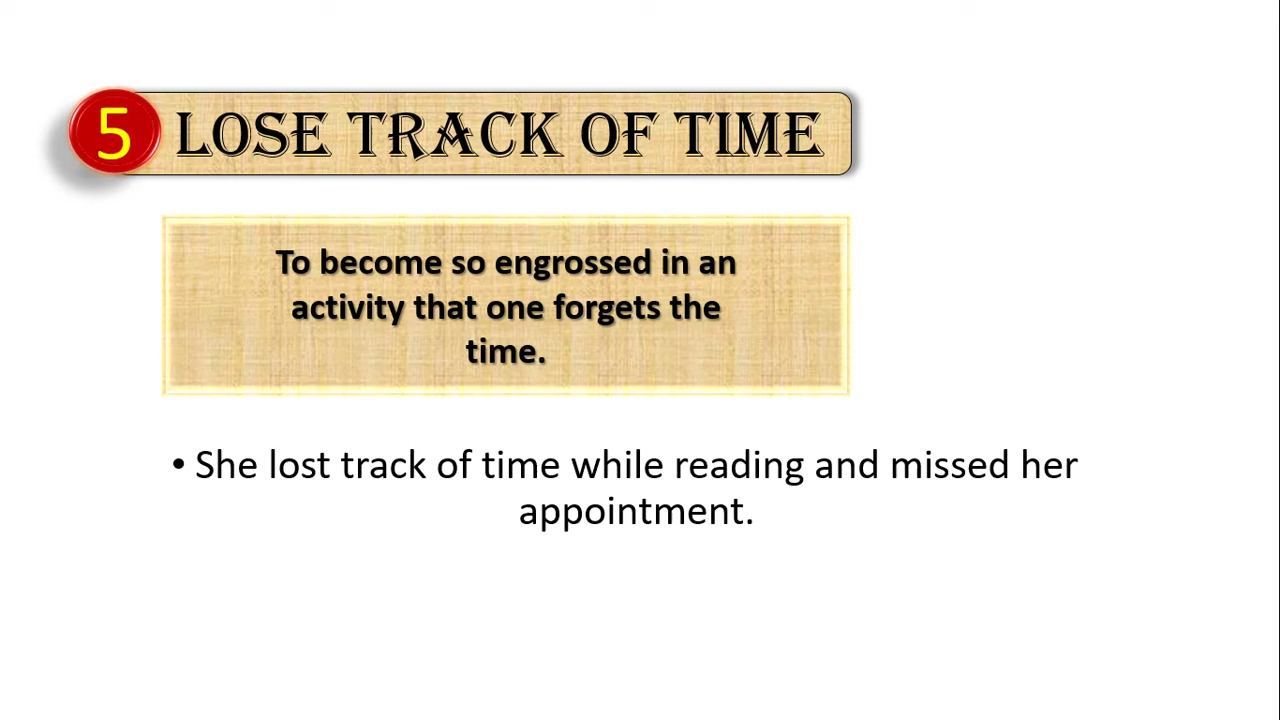 5 LOSE TRACK OF TIME
To become so engrossed in an
activity that one forgets the
time.
• She lost track of time while reading and missed her
appointment.